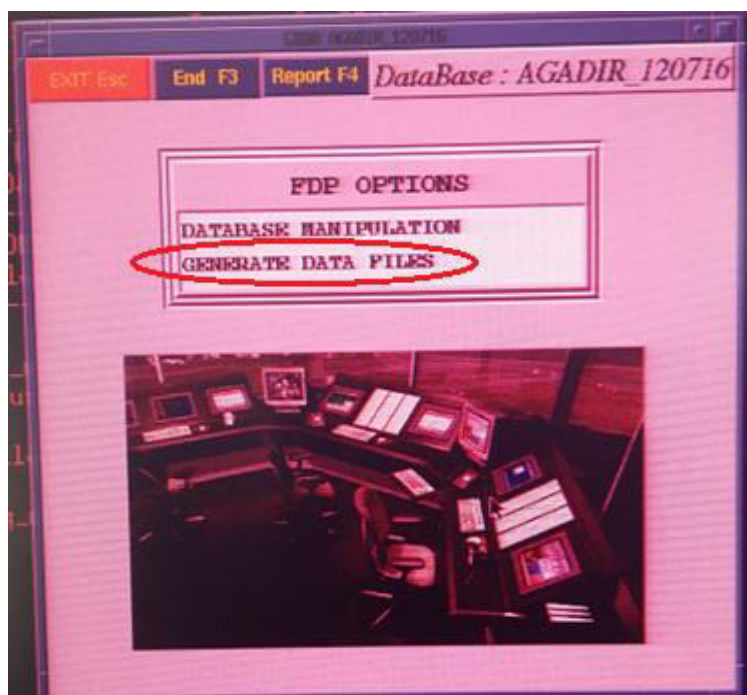 EXIT Esc End F3 Report F4 DataBase : AGADIR_120716
FDP OPTIONS
DATABASE MANIPULATION
GENERATE DATA FILES